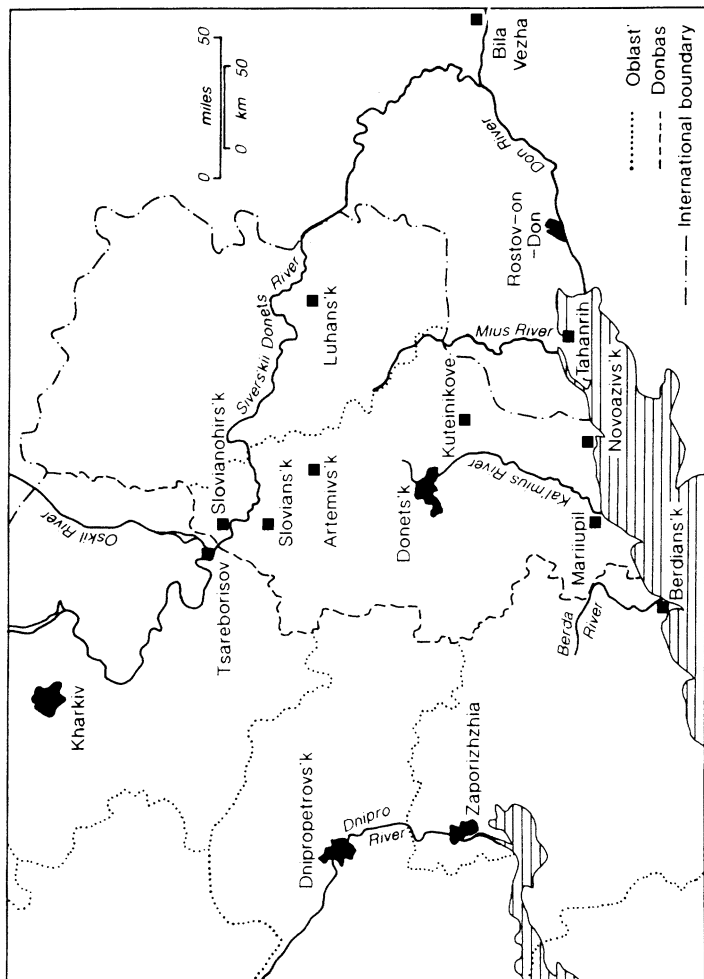 Kharkiv
Oskil River
Tsareborisov
Slovianohirs'k
Slovians'k
Artemivs'k
Sivers'kii Donets
River
Luhans'k
miles
0
50
0
km
50
Bila
Vezha
Don River
Rostov-on
-Don
Mius River
Tahanrih
Kuteinikove
Novoazivs'k
Donets'k
Kal'mius River
Mariiupil
Berda
River
Berdians'k
Dnipropetrovs'k
Dnipro
River
Zaporizhzhia
Oblast'
Donbas
International boundary